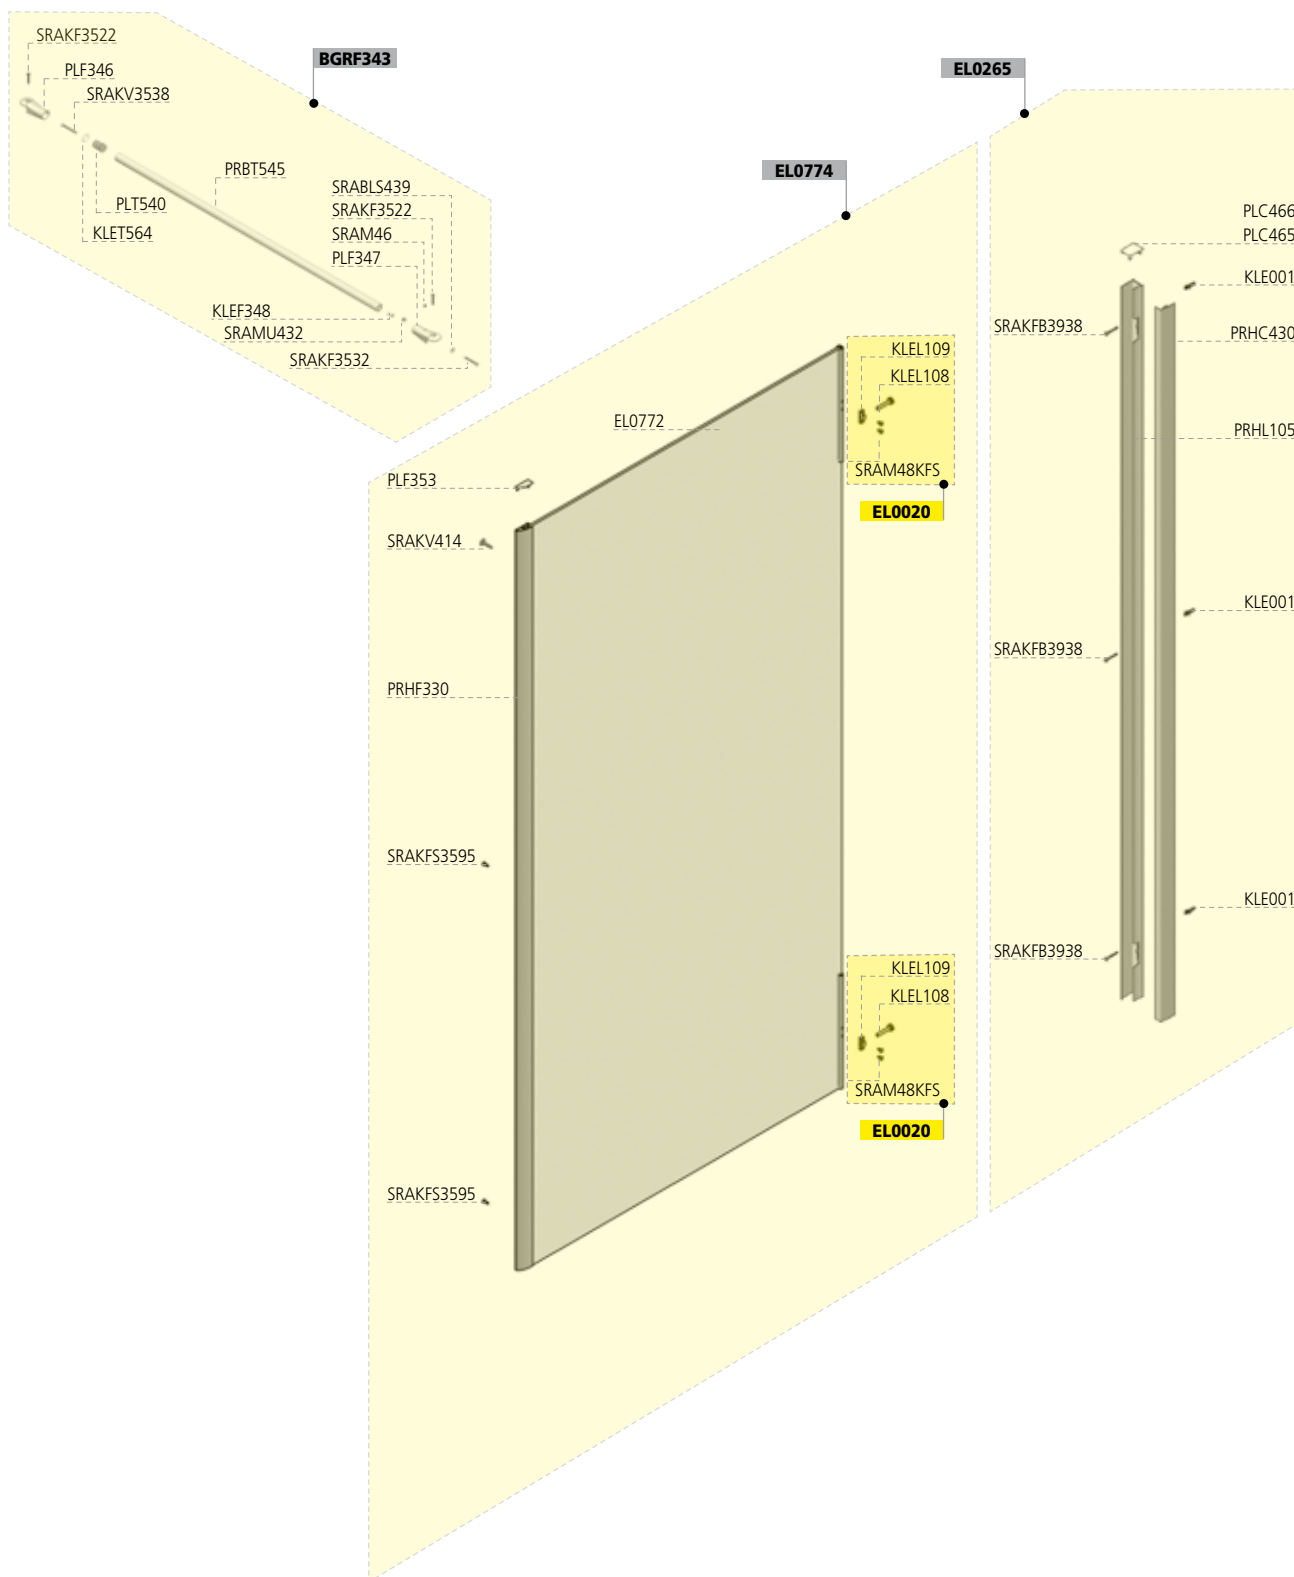 SRAKF3522
BGRF343
PLF346
SRAKV3538
PRBT545
PLT540
KLET564
SRABLS439
SRAKF3522
SRAM46
PLF347
KLEF348
SRAMU432
SRAKF3532
EL0774
EL0772
PLF353
SRAKV414
PRHF330
SRAKFS3595
SRAKFS3595
KLEL109
KLEL108
SRAM48KFS
EL0020
KLEL109
KLEL108
SRAM48KFS
EL0020
EL0265
PLC466
PLC465
KLE001
SRAKFB3938
PRHC430
PRHL105
KLE001
SRAKFB3938
KLE001
SRAKFB3938